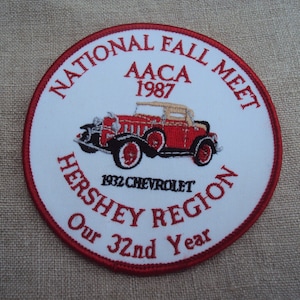 NATIONAL FALL MEET
AACA
1987
1932 CHEVROLET
HERSHEY REGION
Our 32nd Year